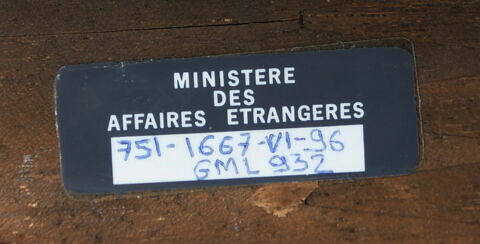 MINISTERE
DES
AFFAIRES ETRANGERES
751-1667-VI-96
GML 932